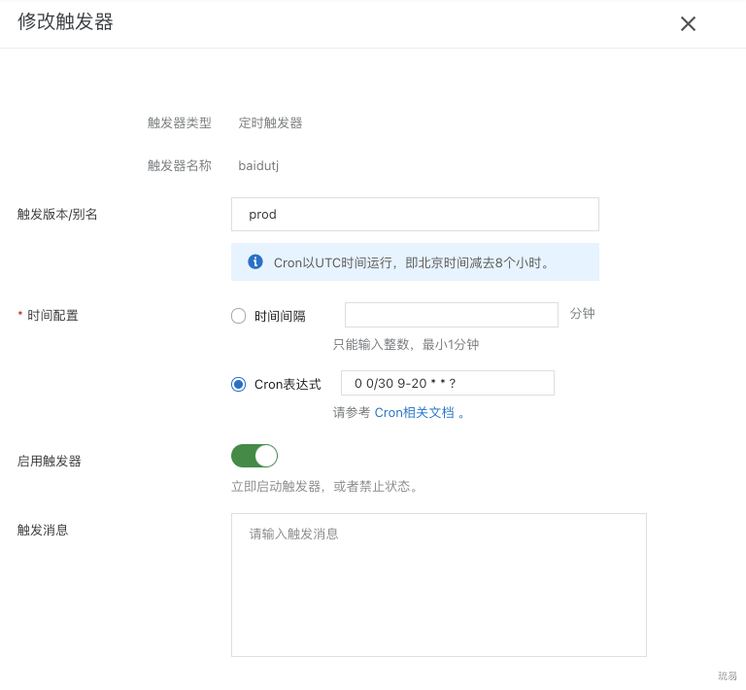 修改触发器
触发器类型 定时触发器
触发器名称 baidutj
触发版本/别名 prod
Cron以UTC时间运行，即北京时间减去8个小时。
* 时间配置 时间间隔 分钟
只能输入整数，最小1分钟
Cron表达式 0 0/30 9-20 * * ?
请参考 Cron相关文档 。
启用触发器
立即启动触发器，或者禁止状态。
触发消息 请输入触发消息
琉易